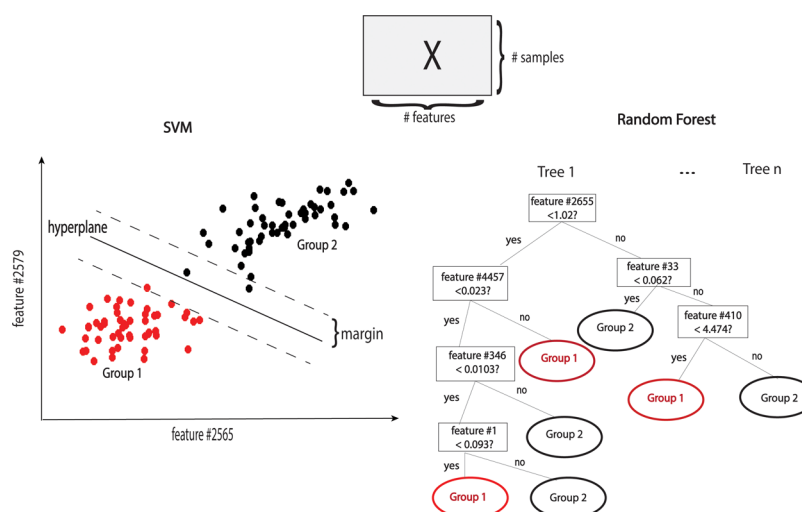 X
# samples
# features
SVM
hyperplane
Group 2
margin
Group 1
feature #2579
feature #2565
Random Forest
Tree 1
---
Tree n
feature #2655
<1.02?
yes
no
feature #4457
<0.023?
feature #33
< 0.062?
yes
no
yes
no
Group 2
feature #410
< 4.474?
feature #346
< 0.0103?
Group 1
yes
no
yes
no
Group 1
Group 2
feature #1
< 0.093?
Group 2
yes
no
Group 1
Group 2